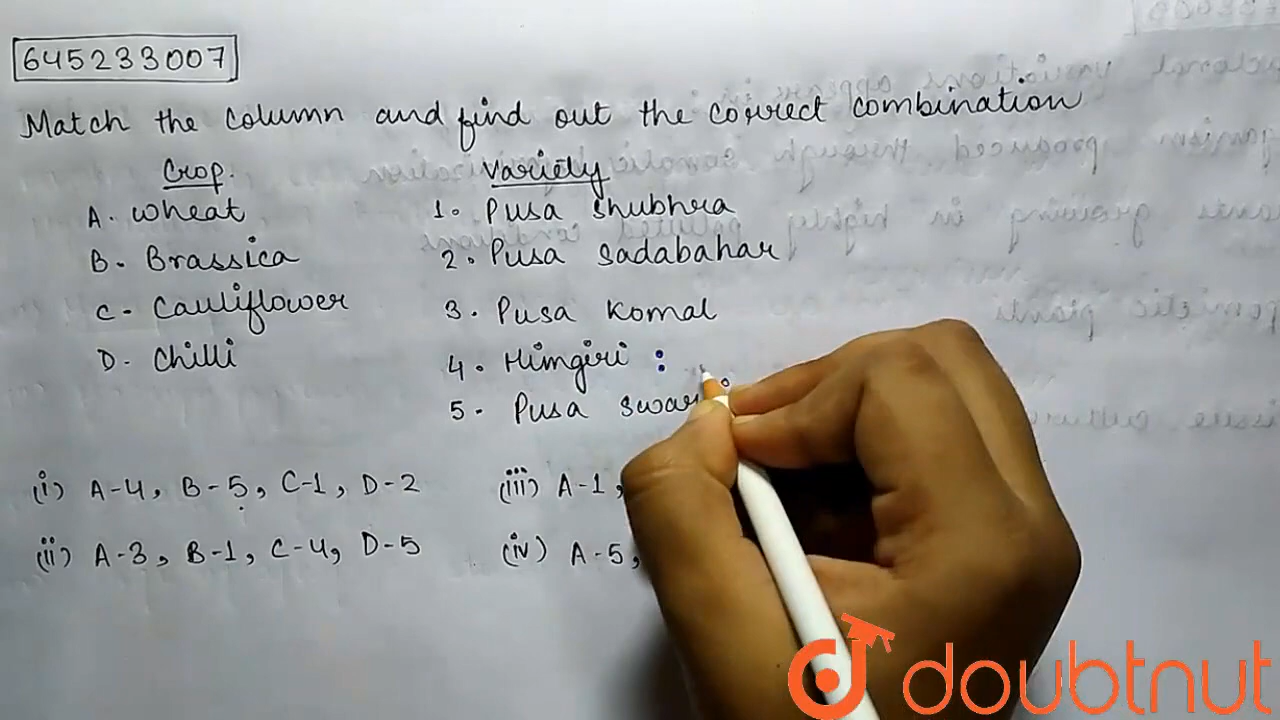 645233007
Match the column and find out the correct combination
Crop. Variety
A. Wheat 1. Pusa Shubhra
B. Brassica 2. Pusa Sadabahar
C. Cauliflower 3. Pusa Komal
D. Chilli 4. Himgiri :
5. Pusa
(i) A-4, B-5, C-1, D-2 (iii) A-1,
(ii) A-3, B-1, C-4, D-5 (iv) A-5,
doubtnut